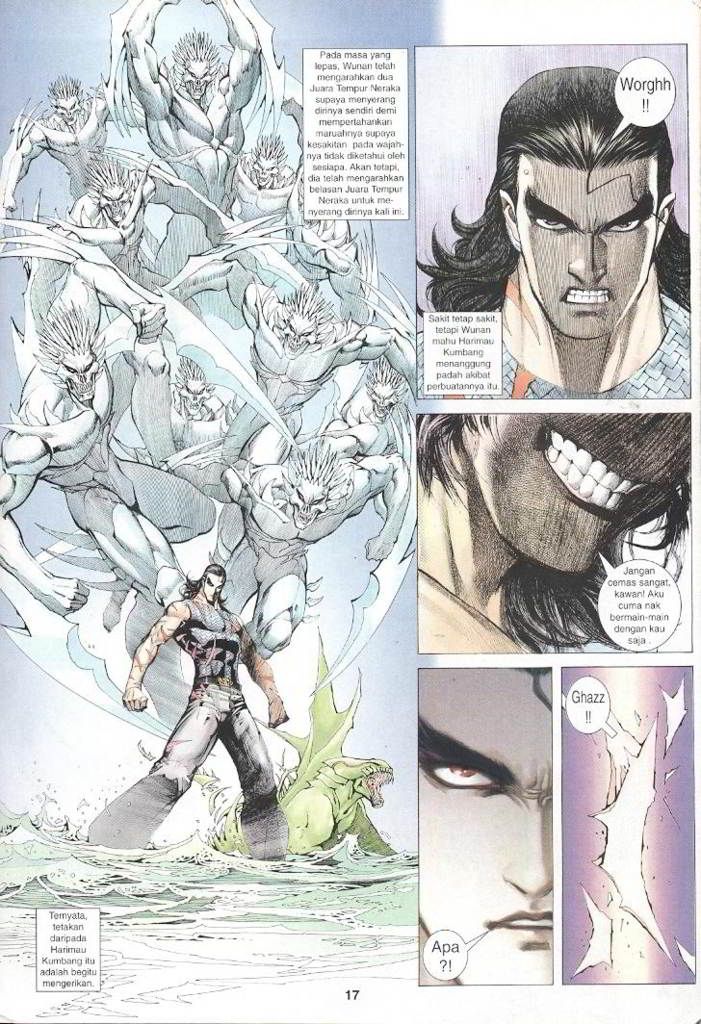 Pada masa yang
lepas, Wunan telah
mengarahkan dua
Juara Tempur Neraka
supaya menyerang
dirinya sendiri demi
mempertahankan
maruahnya supaya
kesakitan pada wajah-
nya tidak diketahui oleh
sesiapa. Akan tetapi,
dia telah mengarahkan
belasan Juara Tempur
Neraka untuk me-
nyerang dirinya kali ini.
Worghh
!!
Sakit tetap sakit,
tetapi Wunan
mahu Harimau
Kumbang
menanggung
padah akibat
perbuatannya itu.
Jangan
cemas sangat,
kawan! Aku
cuma nak
bermain-main
dengan kau
saja .
Ghazz
!!
Apa
?!
Ternyata,
tetakan
daripada
Harimau
Kumbang itu
adalah begitu
mengerikan.
17